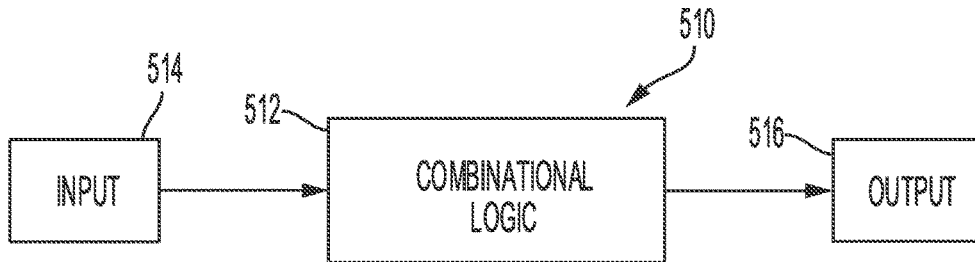 510
514
512
516
INPUT
COMBINATIONAL
LOGIC
OUTPUT